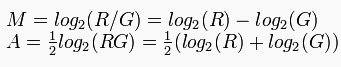 M = log₂(R/G) = log₂(R) − log₂(G)
A = ½log₂(RG) = ½(log₂(R) + log₂(G))